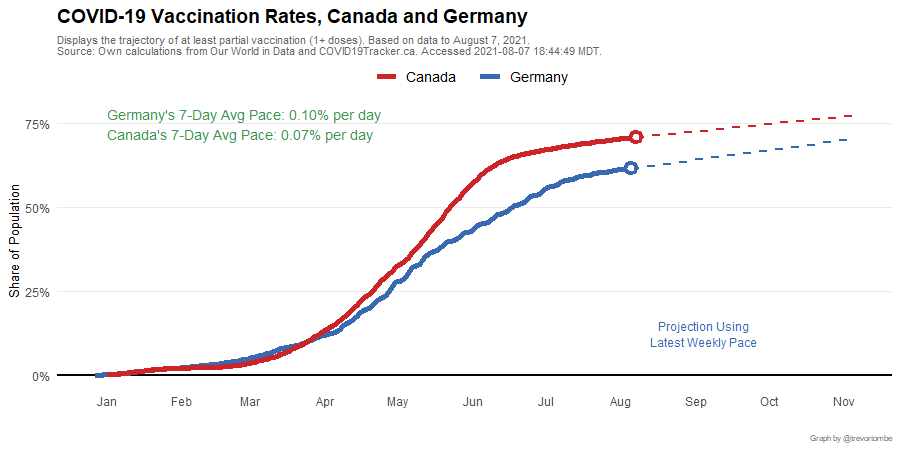 COVID-19 Vaccination Rates, Canada and Germany
Displays the trajectory of at least partial vaccination (1+ doses). Based on data to August 7, 2021.
Source: Own calculations from Our World in Data and COVID19Tracker.ca. Accessed 2021-08-07 18:44:49 MDT.
Canada Germany
Germany's 7-Day Avg Pace: 0.10% per day
Canada's 7-Day Avg Pace: 0.07% per day
75%
50%
25%
0%
Share of Population
Projection Using
Latest Weekly Pace
Jan Feb Mar Apr May Jun Jul Aug Sep Oct Nov
Graph by @trevortombe